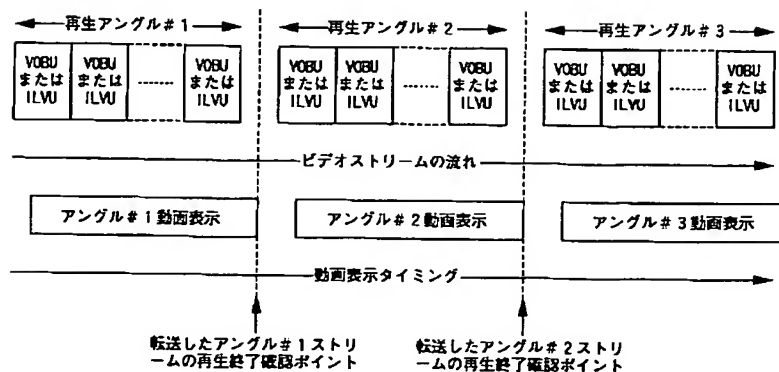 再生アングル＃1
再生アングル＃2
再生アングル＃3
VOBU または ILVU
VOBU または ILVU
……
VOBU または ILVU
VOBU または ILVU
VOBU または ILVU
……
VOBU または ILVU
VOBU または ILVU
VOBU または ILVU
……
VOBU または ILVU
ビデオストリームの流れ
アングル＃1動画表示
アングル＃2動画表示
アングル＃3動画表示
動画表示タイミング
転送したアングル＃1ストリ
ームの再生終了確認ポイント
転送したアングル＃2ストリ
ームの再生終了確認ポイント